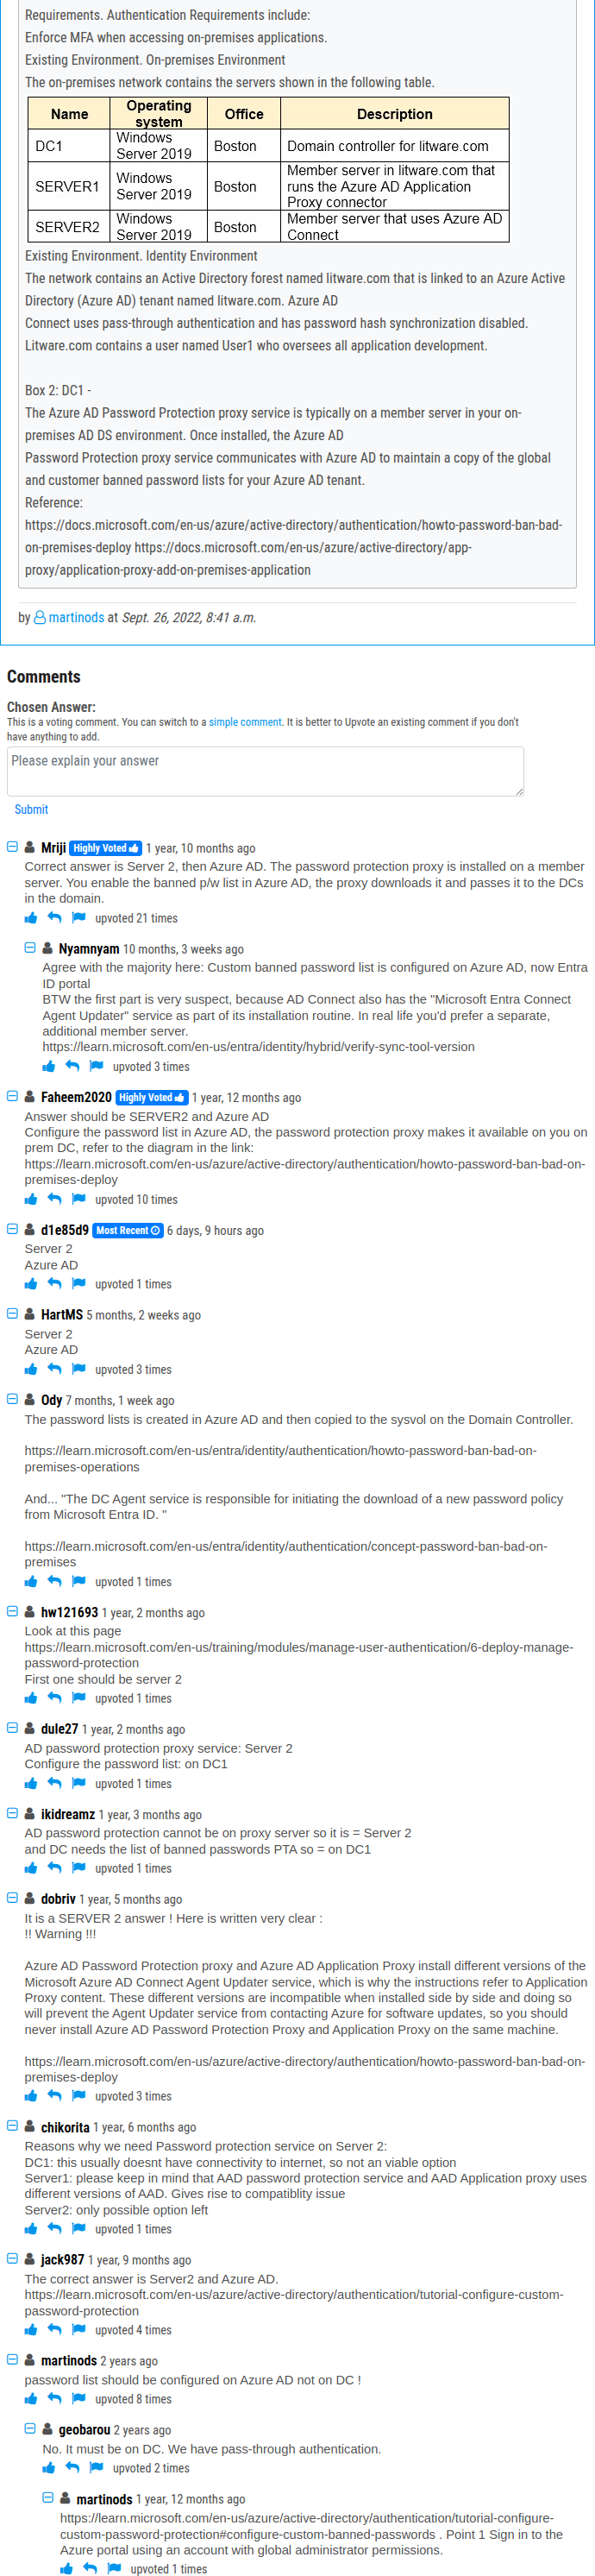 Requirements. Authentication Requirements include:
Enforce MFA when accessing on-premises applications.
Existing Environment. On-premises Environment
The on-premises network contains the servers shown in the following table.
Name Operating system Office Description
DC1 Windows Server 2019 Boston Domain controller for litware.com
SERVER1 Windows Server 2019 Boston Member server in litware.com that runs the Azure AD Application Proxy connector
SERVER2 Windows Server 2019 Boston Member server that uses Azure AD Connect
Existing Environment. Identity Environment
The network contains an Active Directory forest named litware.com that is linked to an Azure Active
Directory (Azure AD) tenant named litware.com. Azure AD
Connect uses pass-through authentication and has password hash synchronization disabled.
Litware.com contains a user named User1 who oversees all application development.
Box 2: DC1 -
The Azure AD Password Protection proxy service is typically on a member server in your on-
premises AD DS environment. Once installed, the Azure AD
Password Protection proxy service communicates with Azure AD to maintain a copy of the global
and customer banned password lists for your Azure AD tenant.
Reference:
https://docs.microsoft.com/en-us/azure/active-directory/authentication/howto-password-ban-bad-
on-premises-deploy https://docs.microsoft.com/en-us/azure/active-directory/app-
proxy/application-proxy-add-on-premises-application
by martinods at Sept. 26, 2022, 8:41 a.m.
Comments
Chosen Answer:
This is a voting comment. You can switch to a simple comment. It is better to Upvote an existing comment if you don't
have anything to add.
Please explain your answer
Submit
Mriji Highly Voted 1 year, 10 months ago
Correct answer is Server 2, then Azure AD. The password protection proxy is installed on a member
server. You enable the banned p/w list in Azure AD, the proxy downloads it and passes it to the DCs
in the domain.
upvoted 21 times
Nyamnyam 10 months, 3 weeks ago
Agree with the majority here: Custom banned password list is configured on Azure AD, now Entra
ID portal
BTW the first part is very suspect, because AD Connect also has the "Microsoft Entra Connect
Agent Updater" service as part of its installation routine. In real life you'd prefer a separate,
additional member server.
https://learn.microsoft.com/en-us/entra/identity/hybrid/verify-sync-tool-version
upvoted 3 times
Faheem2020 Highly Voted 1 year, 12 months ago
Answer should be SERVER2 and Azure AD
Configure the password list in Azure AD, the password protection proxy makes it available on you on
prem DC, refer to the diagram in the link:
https://learn.microsoft.com/en-us/azure/active-directory/authentication/howto-password-ban-bad-on-
premises-deploy
upvoted 10 times
d1e85d9 Most Recent 6 days, 9 hours ago
Server 2
Azure AD
upvoted 1 times
HartMS 5 months, 2 weeks ago
Server 2
Azure AD
upvoted 3 times
Ody 7 months, 1 week ago
The password lists is created in Azure AD and then copied to the sysvol on the Domain Controller.
https://learn.microsoft.com/en-us/entra/identity/authentication/howto-password-ban-bad-on-
premises-operations
And... "The DC Agent service is responsible for initiating the download of a new password policy
from Microsoft Entra ID. "
https://learn.microsoft.com/en-us/entra/identity/authentication/concept-password-ban-bad-on-
premises
upvoted 1 times
hw121693 1 year, 2 months ago
Look at this page
https://learn.microsoft.com/en-us/training/modules/manage-user-authentication/6-deploy-manage-
password-protection
First one should be server 2
upvoted 1 times
dule27 1 year, 2 months ago
AD password protection proxy service: Server 2
Configure the password list: on DC1
upvoted 1 times
ikidreamz 1 year, 3 months ago
AD password protection cannot be on proxy server so it is = Server 2
and DC needs the list of banned passwords PTA so = on DC1
upvoted 1 times
dobriv 1 year, 5 months ago
It is a SERVER 2 answer ! Here is written very clear :
!! Warning !!!
Azure AD Password Protection proxy and Azure AD Application Proxy install different versions of the
Microsoft Azure AD Connect Agent Updater service, which is why the instructions refer to Application
Proxy content. These different versions are incompatible when installed side by side and doing so
will prevent the Agent Updater service from contacting Azure for software updates, so you should
never install Azure AD Password Protection Proxy and Application Proxy on the same machine.
https://learn.microsoft.com/en-us/azure/active-directory/authentication/howto-password-ban-bad-on-
premises-deploy
upvoted 3 times
chikorita 1 year, 6 months ago
Reasons why we need Password protection service on Server 2:
DC1: this usually doesnt have connectivity to internet, so not an viable option
Server1: please keep in mind that AAD password protection service and AAD Application proxy uses
different versions of AAD. Gives rise to compatiblity issue
Server2: only possible option left
upvoted 1 times
jack987 1 year, 9 months ago
The correct answer is Server2 and Azure AD.
https://learn.microsoft.com/en-us/azure/active-directory/authentication/tutorial-configure-custom-
password-protection
upvoted 4 times
martinods 2 years ago
password list should be configured on Azure AD not on DC !
upvoted 8 times
geobarou 2 years ago
No. It must be on DC. We have pass-through authentication.
upvoted 2 times
martinods 1 year, 12 months ago
https://learn.microsoft.com/en-us/azure/active-directory/authentication/tutorial-configure-
custom-password-protection#configure-custom-banned-passwords . Point 1 Sign in to the
Azure portal using an account with global administrator permissions.
upvoted 1 times